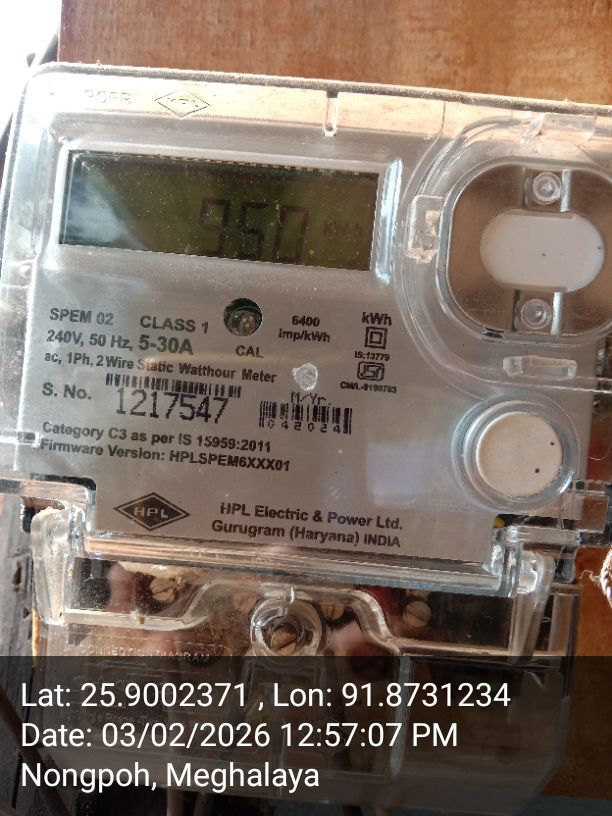 HPL
950 kWh
SPEM 02 CLASS 1 6400 imp/kWh kWh
240V, 50 Hz, 5-30A CAL IS:13779
ac, 1Ph, 2 Wire Static Watthour Meter
S. No. 1217547 M/Yr. 042024
Category C3 as per IS 15959:2011
Firmware Version: HPLSPEM6XXX01
HPL HPL Electric & Power Ltd.
Gurugram (Haryana) INDIA
CONNECTION DIAGRAM
Lat: 25.9002371 , Lon: 91.8731234
Date: 03/02/2026 12:57:07 PM
Nongpoh, Meghalaya